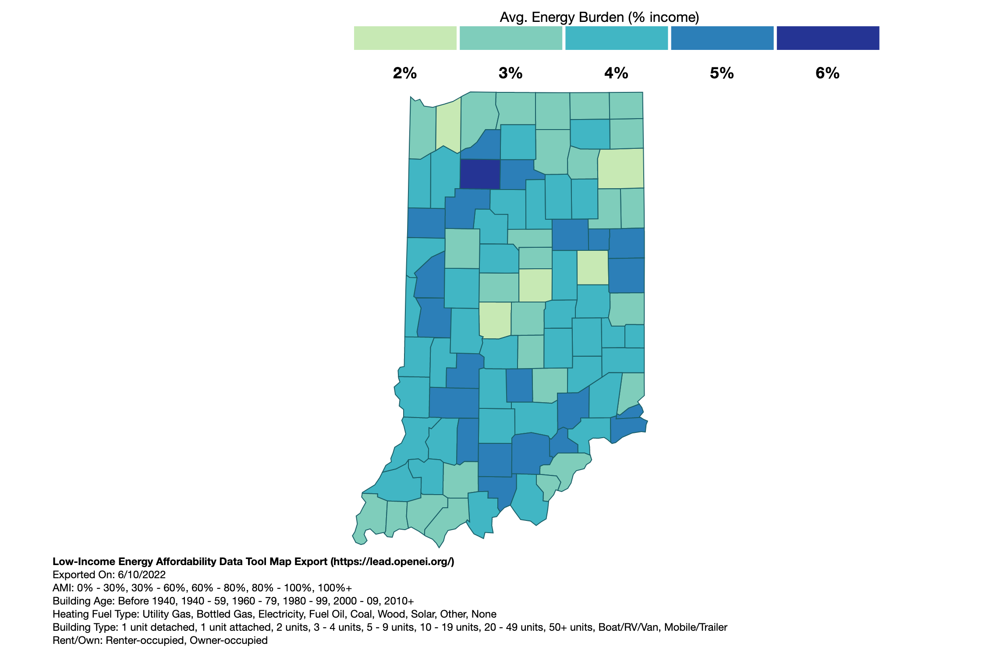 Avg. Energy Burden (% income)
2% 3% 4% 5% 6%
Low-Income Energy Affordability Data Tool Map Export (https://lead.openei.org/)
Exported On: 6/10/2022
AMI: 0% - 30%, 30% - 60%, 60% - 80%, 80% - 100%, 100%+
Building Age: Before 1940, 1940 - 59, 1960 - 79, 1980 - 99, 2000 - 09, 2010+
Heating Fuel Type: Utility Gas, Bottled Gas, Electricity, Fuel Oil, Coal, Wood, Solar, Other, None
Building Type: 1 unit detached, 1 unit attached, 2 units, 3 - 4 units, 5 - 9 units, 10 - 19 units, 20 - 49 units, 50+ units, Boat/RV/Van, Mobile/Trailer
Rent/Own: Renter-occupied, Owner-occupied